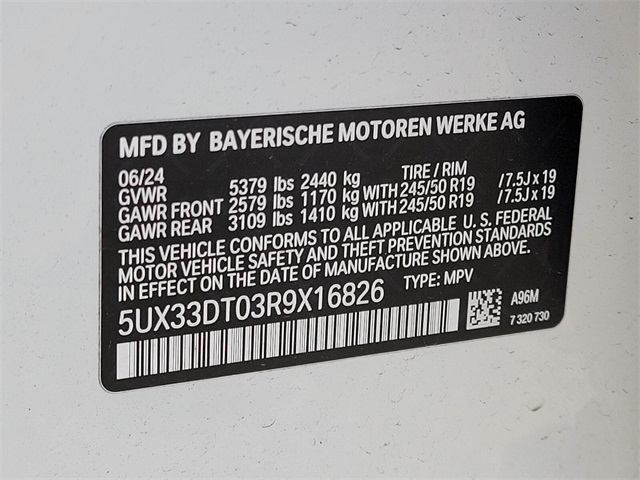 MFD BY BAYERISCHE MOTOREN WERKE AG
06/24 TIRE / RIM
GVWR 5379 lbs 2440 kg
GAWR FRONT 2579 lbs 1170 kg WITH 245/50 R19 /7.5J x 19
GAWR REAR 3109 lbs 1410 kg WITH 245/50 R19 /7.5J x 19
THIS VEHICLE CONFORMS TO ALL APPLICABLE U. S. FEDERAL
MOTOR VEHICLE SAFETY AND THEFT PREVENTION STANDARDS
IN EFFECT ON THE DATE OF MANUFACTURE SHOWN ABOVE.
5UX33DT03R9X16826 TYPE: MPV
A96M
7 320 730